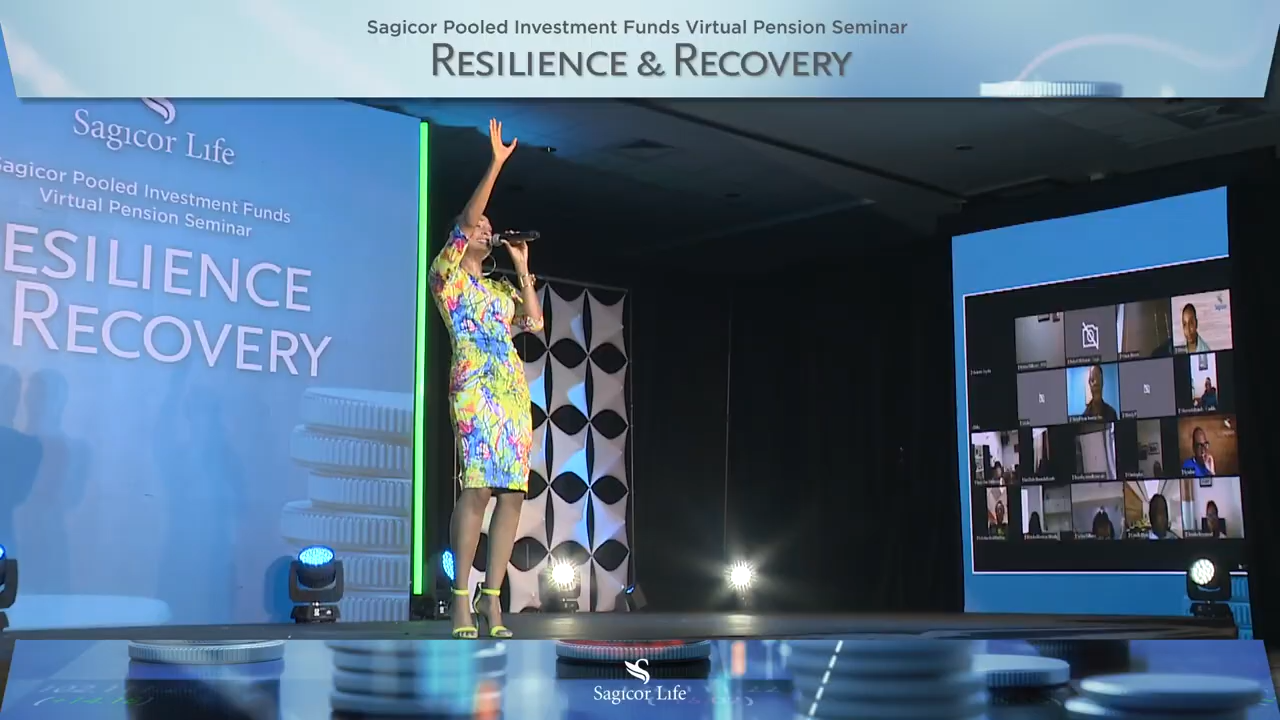 Sagicor Pooled Investment Funds Virtual Pension Seminar
RESILIENCE & RECOVERY
Sagicor Life
Sagicor Pooled Investment Funds
Virtual Pension Seminar
ESILIENCE
RECOVERY
Sagicor Life